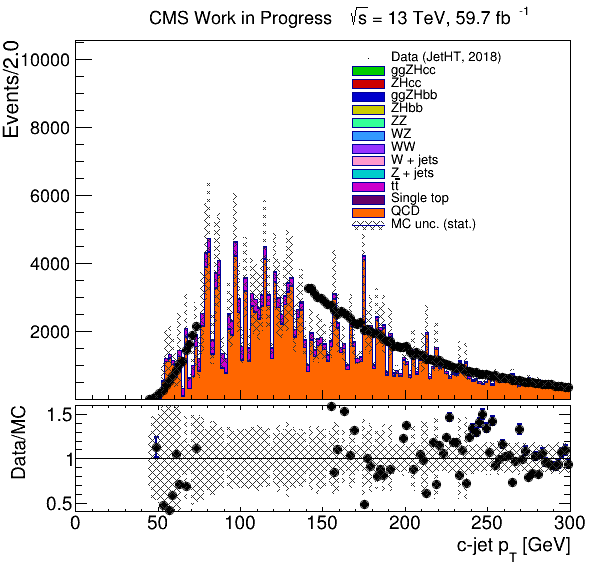 CMS Work in Progress √s = 13 TeV, 59.7 fb -1
Events/2.0
10000
8000
6000
4000
2000
Data (JetHT, 2018)
ggZHcc
ZHcc
ggZHbb
ZHbb
ZZ
WZ
WW
W + jets
Z + jets
tt̅
Single top
QCD
MC unc. (stat.)
Data/MC
1.5
1
0.5
0 50 100 150 200 250 300
c-jet p_T [GeV]